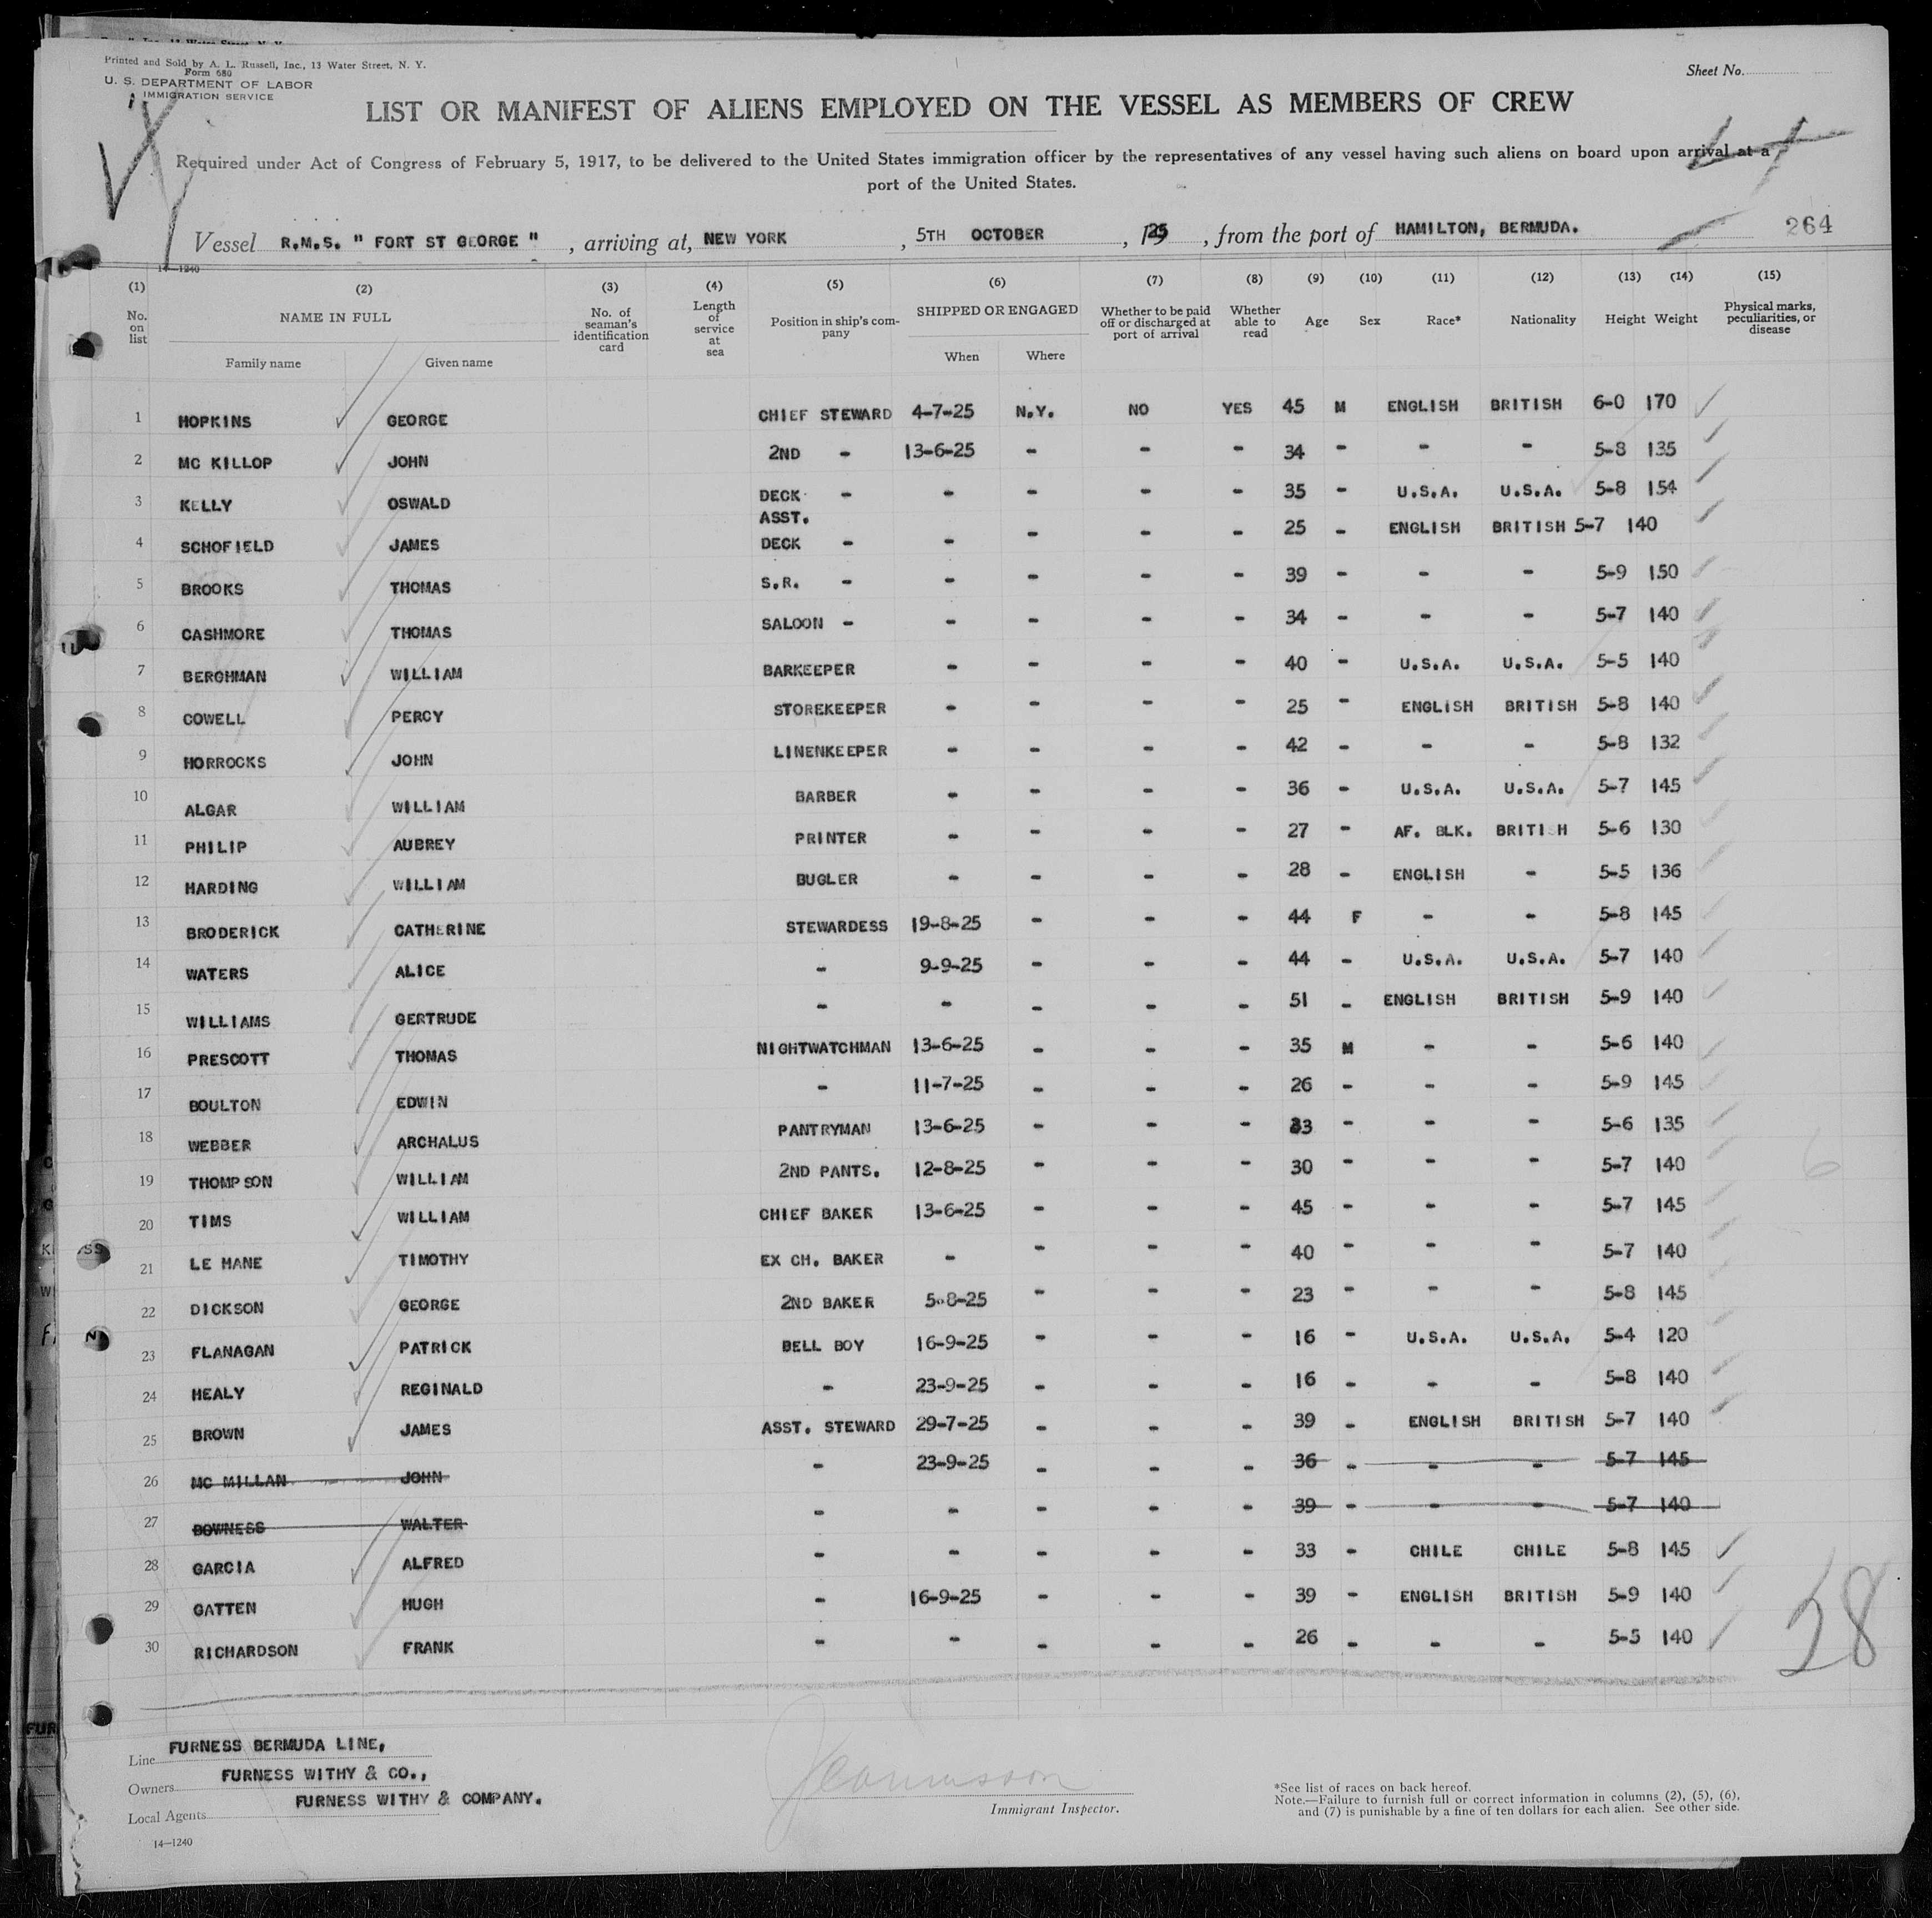 Printed and Sold by A. L. Russell, Inc., 13 Water Street, N. Y.
Form 680
U. S. DEPARTMENT OF LABOR
IMMIGRATION SERVICE
Sheet No.
LIST OR MANIFEST OF ALIENS EMPLOYED ON THE VESSEL AS MEMBERS OF CREW
Required under Act of Congress of February 5, 1917, to be delivered to the United States immigration officer by the representatives of any vessel having such aliens on board upon arrival at a
port of the United States.
Vessel R.M.S. " FORT ST GEORGE " , arriving at, NEW YORK , 5TH OCTOBER , 1925 , from the port of HAMILTON, BERMUDA. 264
14—1240
(1) (2) (3) (4) (5) (6) (7) (8) (9) (10) (11) (12) (13) (14) (15)
No. on list NAME IN FULL Family name Given name No. of seaman's identification card Length of service at sea Position in ship's company SHIPPED OR ENGAGED When Where Whether to be paid off or discharged at port of arrival Whether able to read Age Sex Race* Nationality Height Weight Physical marks, peculiarities, or disease
1 HOPKINS GEORGE CHIEF STEWARD 4-7-25 N.Y. NO YES 45 M ENGLISH BRITISH 6-0 170
2 MC KILLOP JOHN 2ND - 13-6-25 - - - 34 - - - 5-8 135
3 KELLY OSWALD DECK - - - - - 35 - U.S.A. U.S.A. 5-8 154
4 SCHOFIELD JAMES ASST. DECK - - - - - 25 - ENGLISH BRITISH 5-7 140
5 BROOKS THOMAS S.R. - - - - - 39 - - - 5-9 150
6 CASHMORE THOMAS SALOON - - - - - 34 - - - 5-7 140
7 BERGHMAN WILLIAM BARKEEPER - - - - 40 - U.S.A. U.S.A. 5-5 140
8 COWELL PERCY STOREKEEPER - - - - 25 - ENGLISH BRITISH 5-8 140
9 HORROCKS JOHN LINENKEEPER - - - - 42 - - - 5-8 132
10 ALGAR WILLIAM BARBER - - - - 36 - U.S.A. U.S.A. 5-7 145
11 PHILIP AUBREY PRINTER - - - - 27 - AF. BLK. BRITISH 5-6 130
12 HARDING WILLIAM BUGLER - - - - 28 - ENGLISH - 5-5 136
13 BRODERICK CATHERINE STEWARDESS 19-8-25 - - - 44 F - - 5-8 145
14 WATERS ALICE - 9-9-25 - - - 44 - U.S.A. U.S.A. 5-7 140
15 WILLIAMS GERTRUDE - - - - - 51 - ENGLISH BRITISH 5-9 140
16 PRESCOTT THOMAS NIGHTWATCHMAN 13-6-25 - - - 35 M - - 5-6 140
17 BOULTON EDWIN - 11-7-25 - - - 26 - - - 5-9 145
18 WEBBER ARCHALUS PANTRYMAN 13-6-25 - - - 33 - - - 5-6 135
19 THOMPSON WILLIAM 2ND PANTS. 12-8-25 - - - 30 - - - 5-7 140
20 TIMS WILLIAM CHIEF BAKER 13-6-25 - - - 45 - - - 5-7 145
21 LE MANE TIMOTHY EX CH. BAKER - - - - 40 - - - 5-7 140
22 DICKSON GEORGE 2ND BAKER 5-8-25 - - - 23 - - - 5-8 145
23 FLANAGAN PATRICK BELL BOY 16-9-25 - - - 16 - U.S.A. U.S.A. 5-4 120
24 HEALY REGINALD - 23-9-25 - - - 16 - - - 5-8 140
25 BROWN JAMES ASST. STEWARD 29-7-25 - - - 39 - ENGLISH BRITISH 5-7 140
26 MC MILLAN JOHN - 23-9-25 - - - 36 - - - 5-7 145
27 BOWNESS WALTER - - - - - 39 - - - 5-7 140
28 GARCIA ALFRED - - - - - 33 - CHILE CHILE 5-8 145
29 GATTEN HUGH - 16-9-25 - - - 39 - ENGLISH BRITISH 5-9 140
30 RICHARDSON FRANK - - - - - 26 - - - 5-5 140
6
28
Line FURNESS BERMUDA LINE,
Owners FURNESS WITHY & CO.,
Local Agents FURNESS WITHY & COMPANY.
14—1240
Immigrant Inspector.
*See list of races on back hereof.
Note.—Failure to furnish full or correct information in columns (2), (5), (6),
and (7) is punishable by a fine of ten dollars for each alien. See other side.